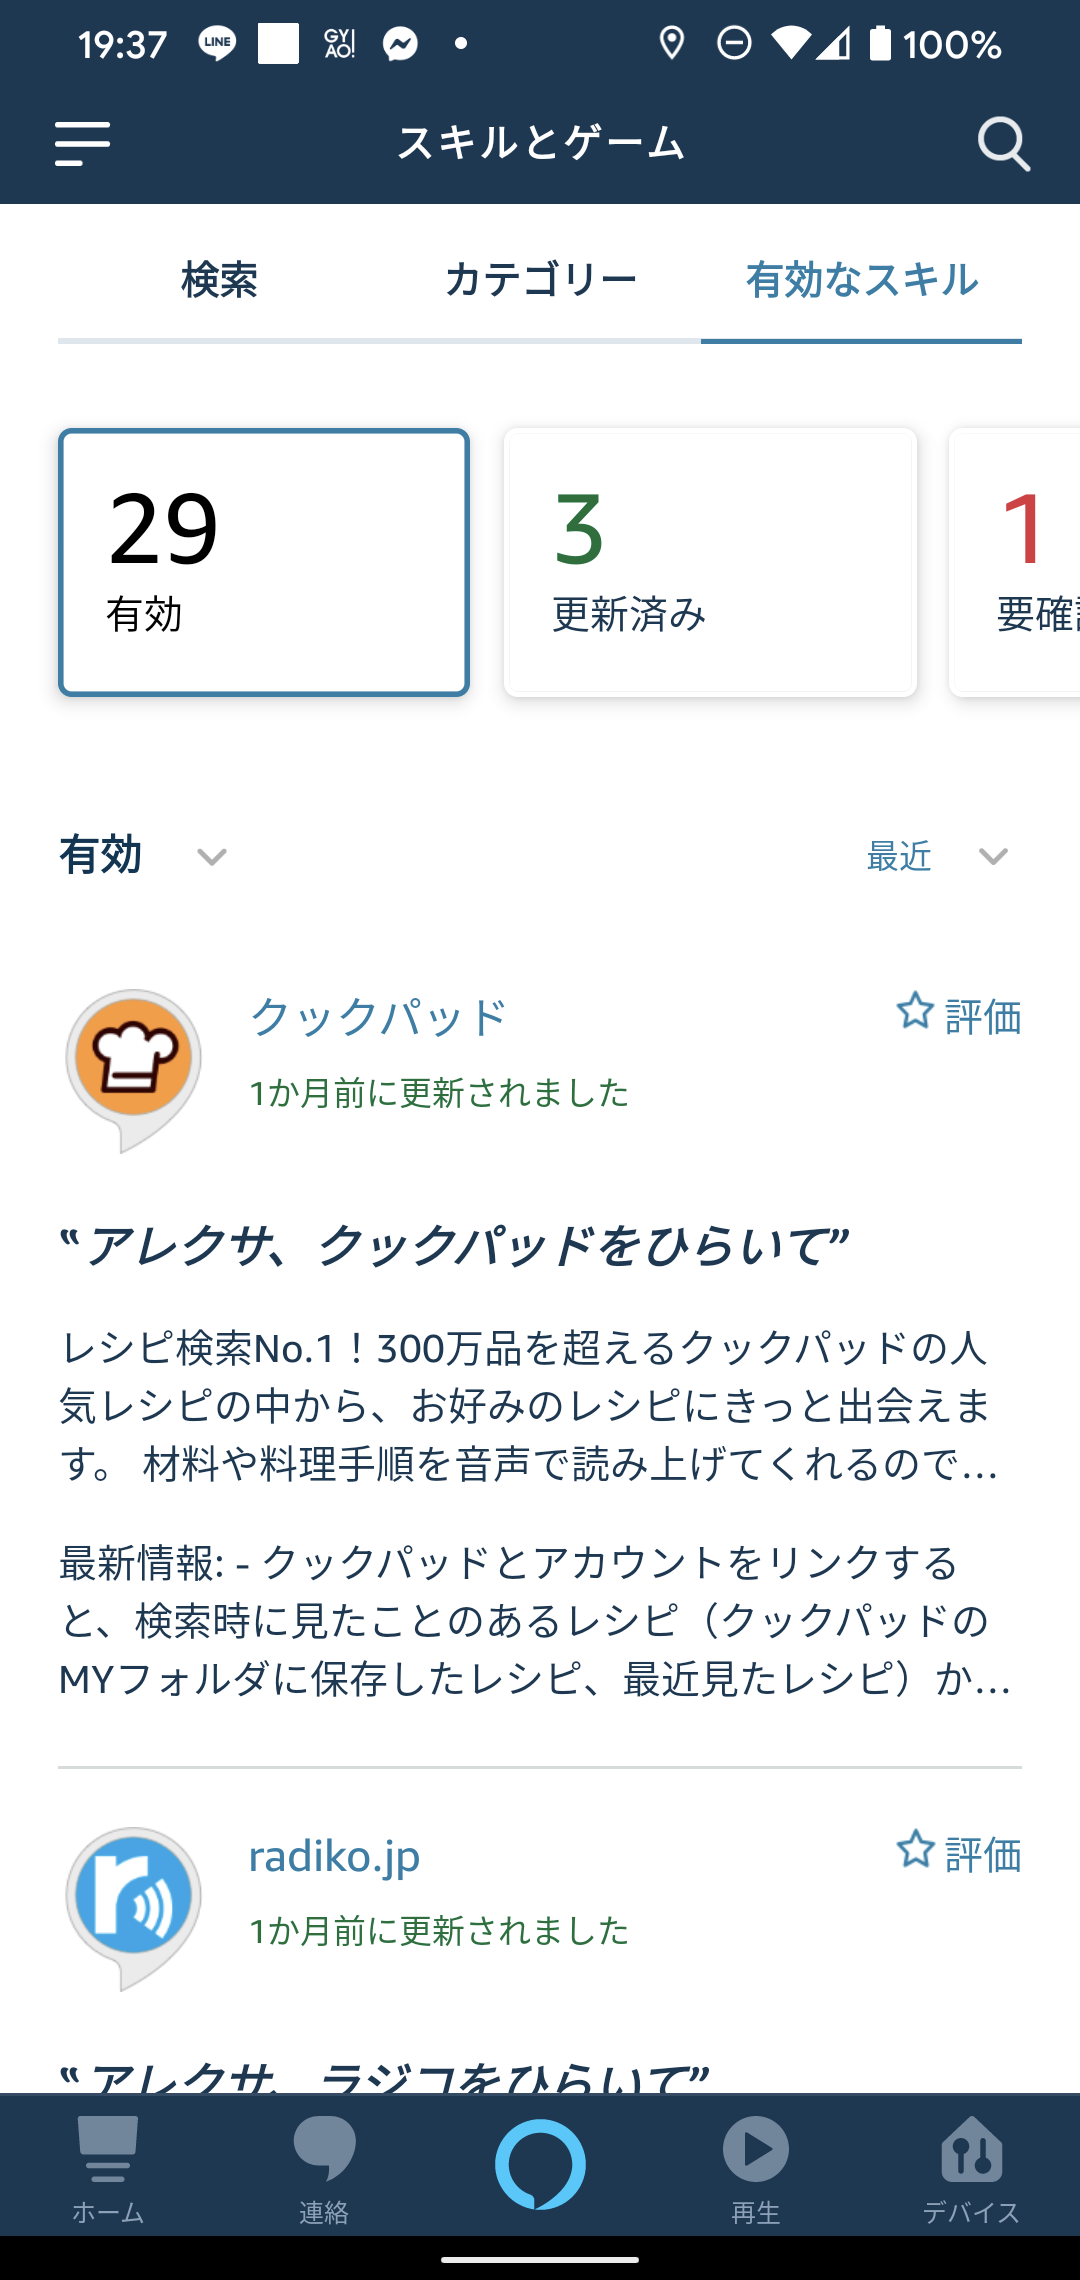 19:37 LINE GYAO! 100%
スキルとゲーム
検索 カテゴリー 有効なスキル
29 3 1
有効 更新済み 要確
有効 最近
クックパッド 評価
1か月前に更新されました
“アレクサ、クックパッドをひらいて”
レシピ検索No.1！300万品を超えるクックパッドの人
気レシピの中から、お好みのレシピにきっと出会えま
す。 材料や料理手順を音声で読み上げてくれるので…
最新情報: - クックパッドとアカウントをリンクする
と、検索時に見たことのあるレシピ（クックパッドの
MYフォルダに保存したレシピ、最近見たレシピ）か…
radiko.jp 評価
1か月前に更新されました
“アレクサ、ラジコをひらいて”
ホーム 連絡 再生 デバイス